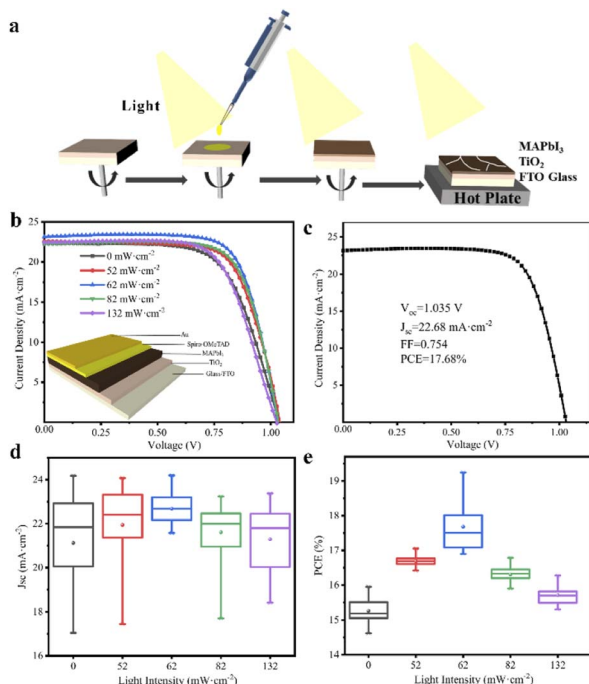 a
Light
MAPbI₃
TiO₂
FTO Glass
Hot Plate
b
25
20
15
10
5
0
Current Density (mA·cm⁻²)
0 mW·cm⁻²
52 mW·cm⁻²
62 mW·cm⁻²
82 mW·cm⁻²
132 mW·cm⁻²
Au
Spiro-OMeTAD
MAPbI₃
TiO₂
Glass/FTO
0.00 0.25 0.50 0.75 1.00
Voltage (V)
c
25
20
15
10
5
0
Current Density (mA·cm⁻²)
Voc=1.035 V
Jsc=22.68 mA·cm⁻²
FF=0.754
PCE=17.68%
0.00 0.25 0.50 0.75 1.00
Voltage (V)
d
24
22
20
18
16
Jsc (mA·cm⁻²)
0 52 62 82 132
Light Intensity (mW·cm⁻²)
e
19
18
17
16
15
14
PCE (%)
0 52 62 82 132
Light Intensity (mW·cm⁻²)